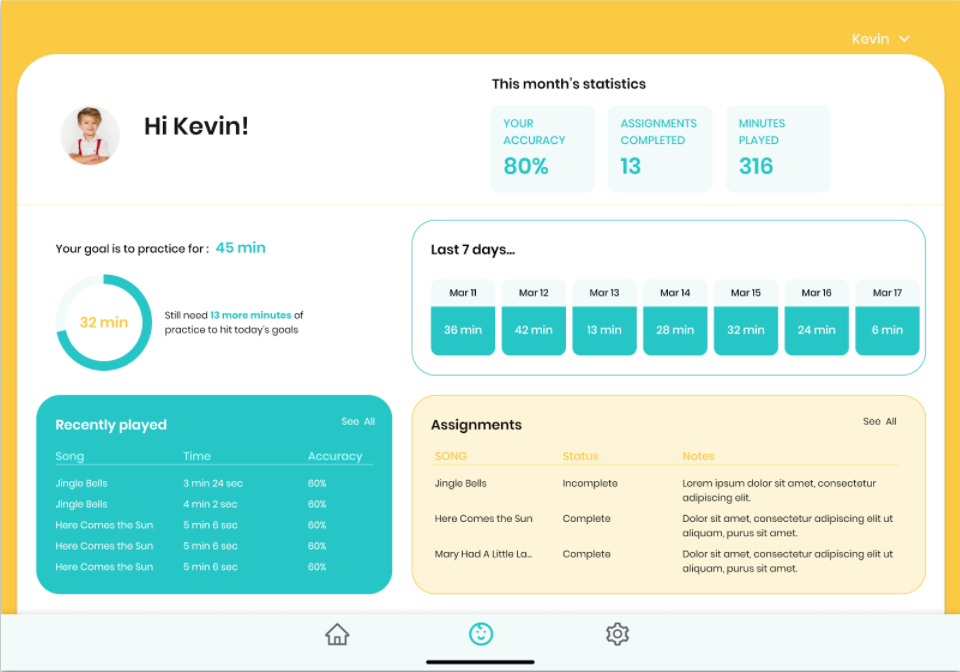 Kevin
Hi Kevin!
This month's statistics
YOUR
ACCURACY
80%
ASSIGNMENTS
COMPLETED
13
MINUTES
PLAYED
316
Your goal is to practice for : 45 min
32 min
Still need 13 more minutes of
practice to hit today's goals
Last 7 days...
Mar 11 Mar 12 Mar 13 Mar 14 Mar 15 Mar 16 Mar 17
36 min 42 min 13 min 28 min 32 min 24 min 6 min
Recently played See All
Song Time Accuracy
Jingle Bells 3 min 24 sec 60%
Jingle Bells 4 min 2 sec 60%
Here Comes the Sun 5 min 6 sec 60%
Here Comes the Sun 5 min 6 sec 60%
Here Comes the Sun 5 min 6 sec 60%
Assignments See All
SONG Status Notes
Jingle Bells Incomplete Lorem ipsum dolor sit amet, consectetur
adipiscing elit.
Here Comes the Sun Complete Dolor sit amet, consectetur adipiscing elit ut
aliquam, purus sit amet.
Mary Had A Little La... Complete Dolor sit amet, consectetur adipiscing elit ut
aliquam, purus sit amet.